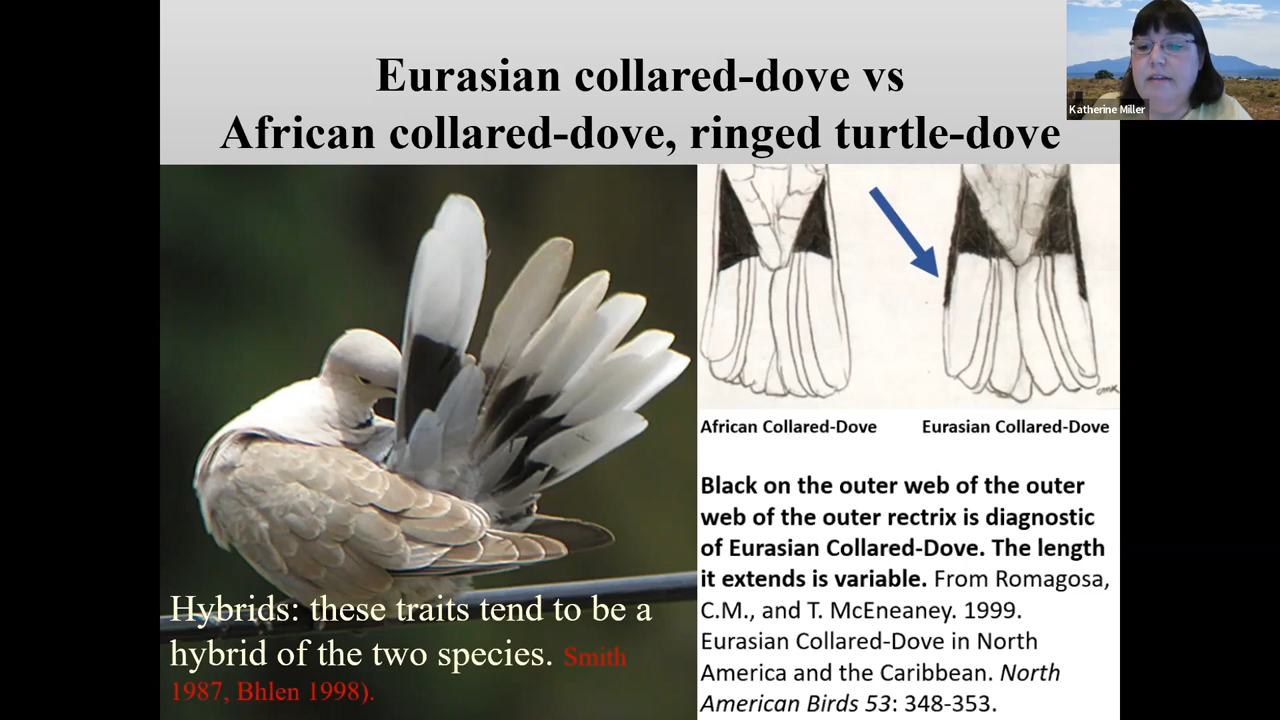 Eurasian collared-dove vs
African collared-dove, ringed turtle-dove
Katherine Miller
African Collared-Dove
Eurasian Collared-Dove
Black on the outer web of the outer
web of the outer rectrix is diagnostic
of Eurasian Collared-Dove. The length
it extends is variable. From Romagosa,
C.M., and T. McEneaney. 1999.
Eurasian Collared-Dove in North
America and the Caribbean. North
American Birds 53: 348-353.
Hybrids: these traits tend to be a
hybrid of the two species. Smith
1987, Bhlen 1998).